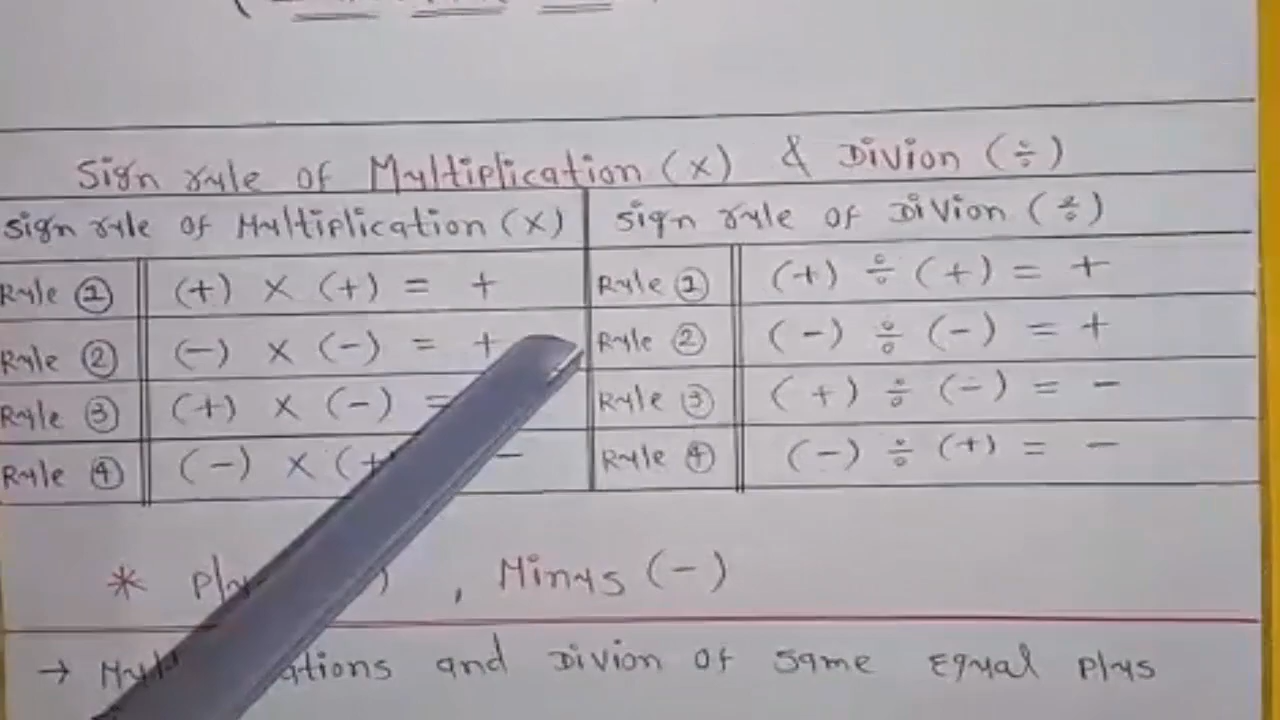 Sign rule of Multiplication (×) & Divion (÷)
Sign rule of Multiplication (×) Sign rule of Divion (÷)
Rule ① (+) × (+) = + Rule ① (+) ÷ (+) = +
Rule ② (−) × (−) = + Rule ② (−) ÷ (−) = +
Rule ③ (+) × (−) = Rule ③ (+) ÷ (−) = −
Rule ④ (−) × (+ − Rule ④ (−) ÷ (+) = −
* ) , Minus (−)
→ and Divion of same Equal Plus